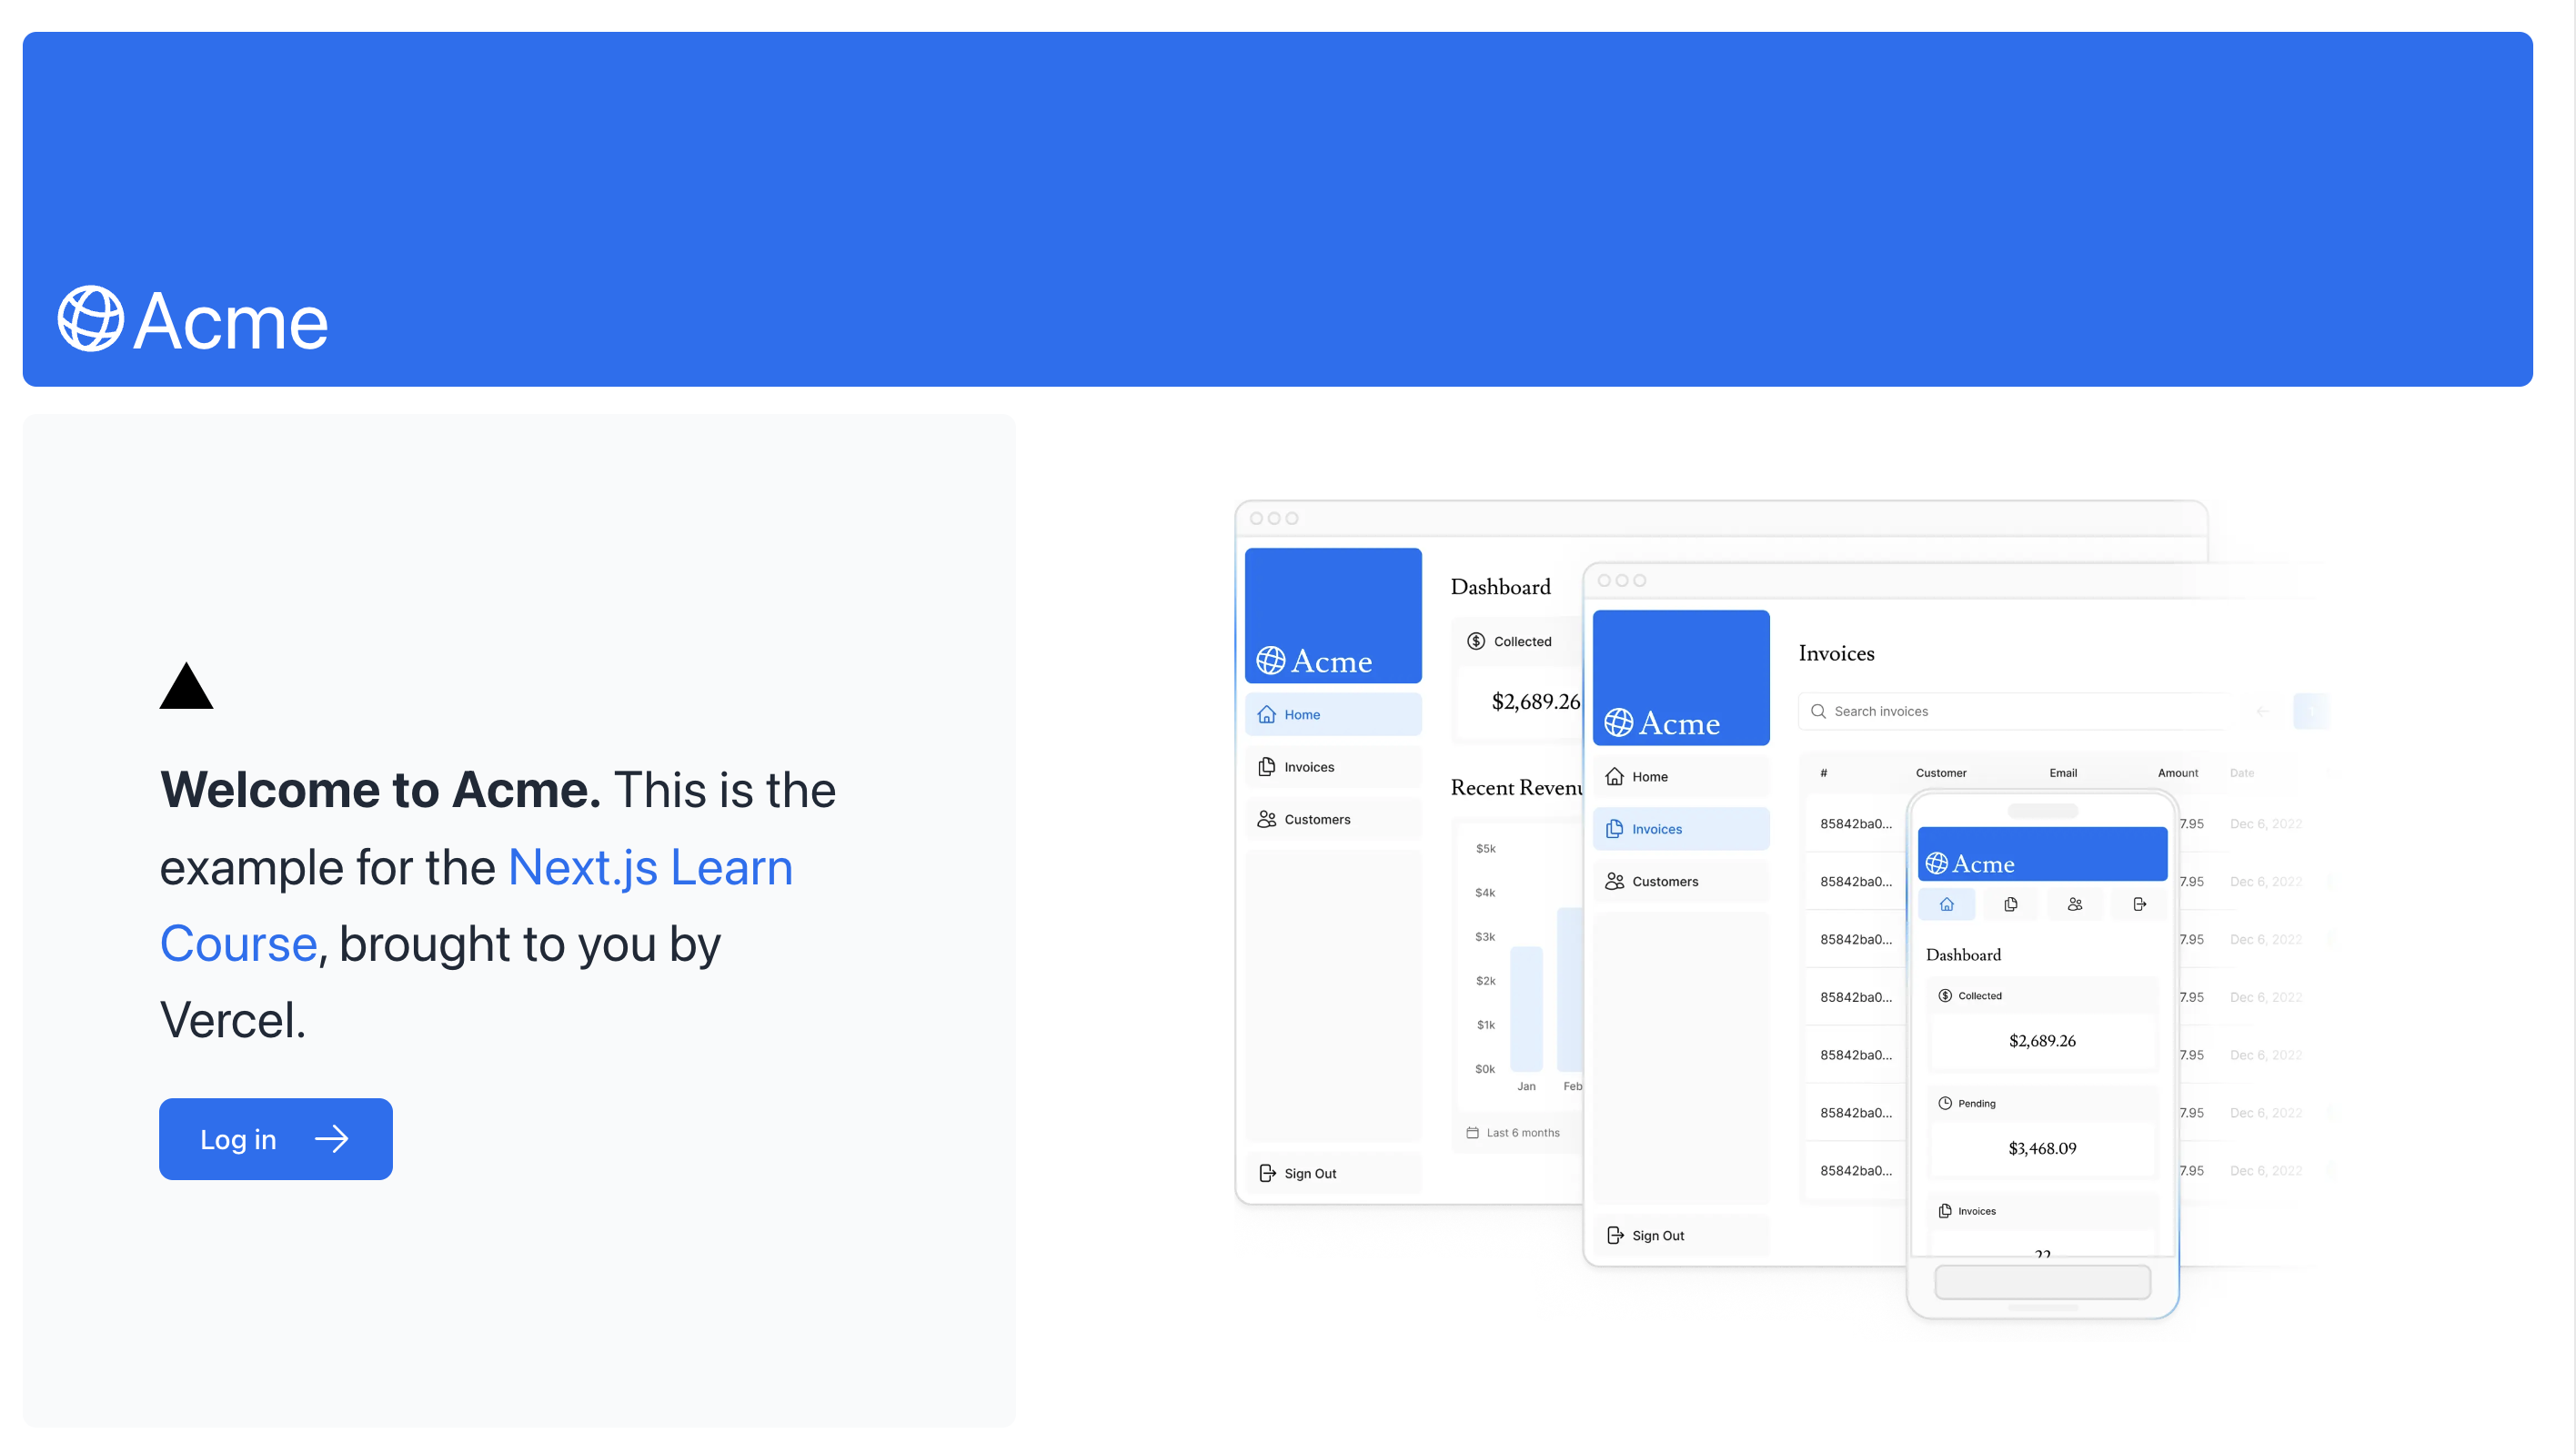 Acme
Welcome to Acme. This is the
example for the Next.js Learn
Course, brought to you by
Vercel.
Log in
Acme
Home
Invoices
Customers
Sign Out
Dashboard
Collected
$2,689.26
Recent Revenu
$5k
$4k
$3k
$2k
$1k
$0k
Jan Feb
Last 6 months
Acme
Home
Invoices
Customers
Sign Out
Invoices
Search invoices
# Customer Email Amount Date
85842ba0... 7.95 Dec 6, 2022
85842ba0... 7.95 Dec 6, 2022
85842ba0... 7.95 Dec 6, 2022
85842ba0... 7.95 Dec 6, 2022
85842ba0... 7.95 Dec 6, 2022
85842ba0... 7.95 Dec 6, 2022
85842ba0... 7.95 Dec 6, 2022
Acme
Dashboard
Collected
$2,689.26
Pending
$3,468.09
Invoices
22